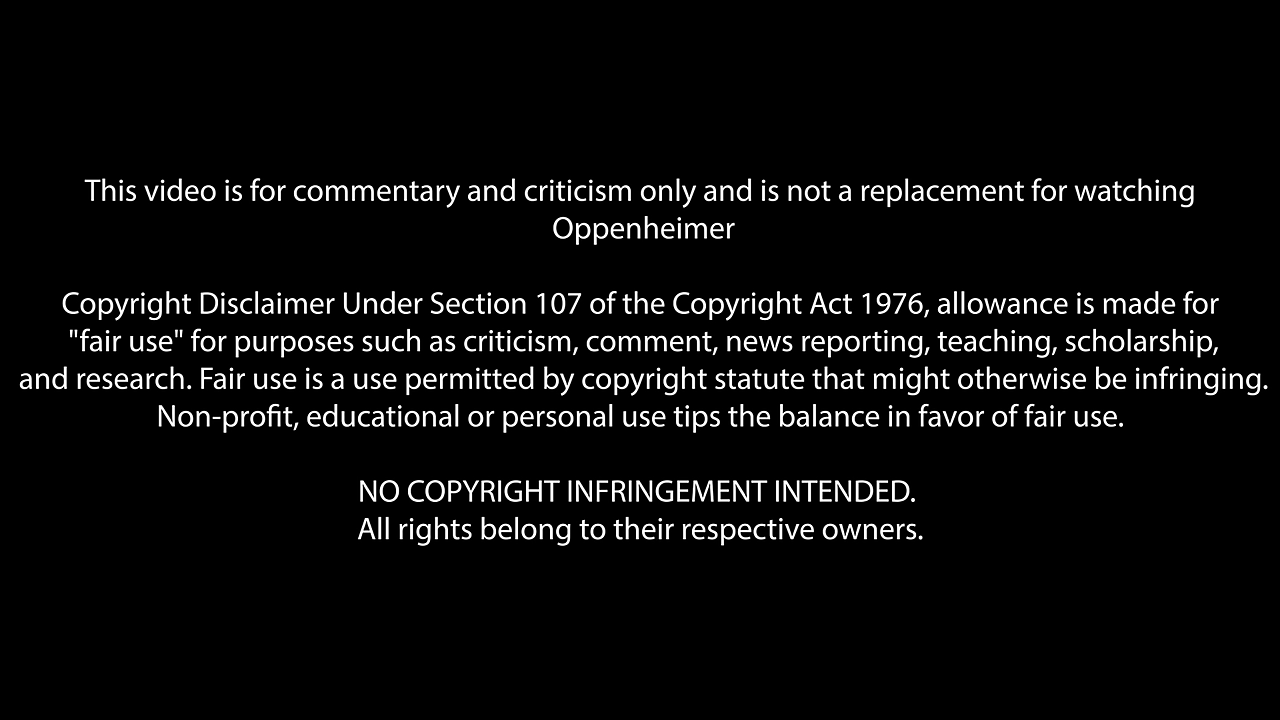 This video is for commentary and criticism only and is not a replacement for watching
Oppenheimer
Copyright Disclaimer Under Section 107 of the Copyright Act 1976, allowance is made for
"fair use" for purposes such as criticism, comment, news reporting, teaching, scholarship,
and research. Fair use is a use permitted by copyright statute that might otherwise be infringing.
Non-profit, educational or personal use tips the balance in favor of fair use.
NO COPYRIGHT INFRINGEMENT INTENDED.
All rights belong to their respective owners.